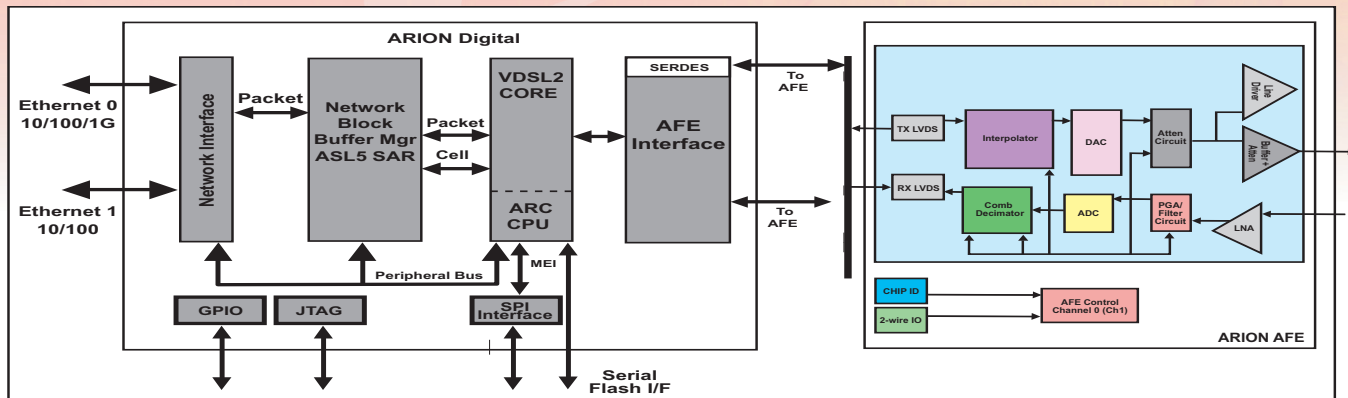 ARION Digital
Ethernet 0
10/100/1G
Ethernet 1
10/100
Network Interface
Packet
Network
Block
Buffer Mgr
ASL5 SAR
Packet
Cell
VDSL2
CORE
ARC
CPU
SERDES
AFE
Interface
To
AFE
To
AFE
Peripheral Bus
MEI
GPIO
JTAG
SPI
Interface
Serial
Flash I/F
TX LVDS
RX LVDS
Interpolator
DAC
Atten
Circuit
Line
Driver
Buffer +
Atten
Comb
Decimator
ADC
PGA/
Filter
Circuit
LNA
CHIP ID
2-wire IO
AFE Control
Channel 0 (Ch1)
ARION AFE